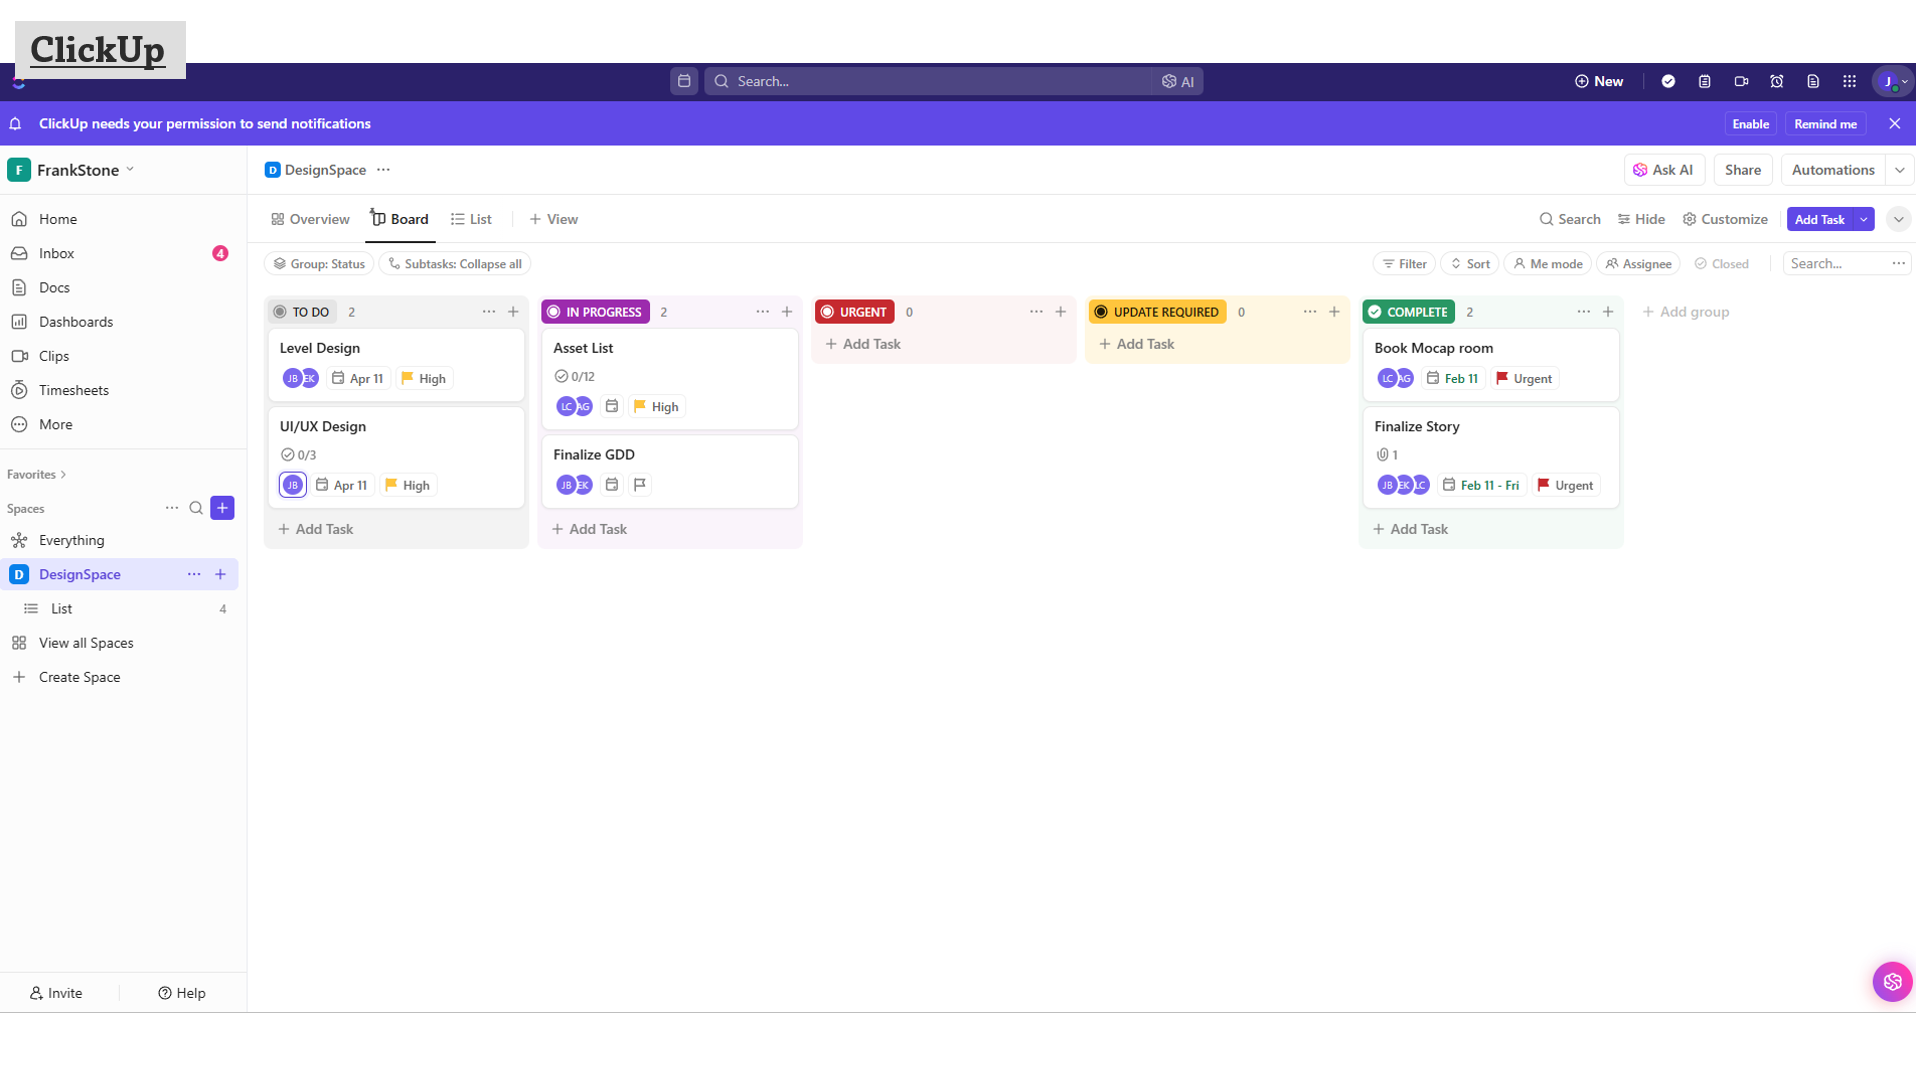 ClickUp
Search...
AI
New
J
ClickUp needs your permission to send notifications
Enable
Remind me
F FrankStone
D DesignSpace
Ask AI
Share
Automations
Home
Inbox 4
Docs
Dashboards
Clips
Timesheets
More
Favorites
Spaces
Everything
D DesignSpace
List 4
View all Spaces
Create Space
Invite
Help
Overview
Board
List
View
Search
Hide
Customize
Add Task
Group: Status
Subtasks: Collapse all
Filter
Sort
Me mode
Assignee
Closed
Search...
TO DO 2
Level Design
JB EK Apr 11 High
UI/UX Design
0/3
JB Apr 11 High
+ Add Task
IN PROGRESS 2
Asset List
0/12
LC AG High
Finalize GDD
JB EK
+ Add Task
URGENT 0
+ Add Task
UPDATE REQUIRED 0
+ Add Task
COMPLETE 2
Book Mocap room
LC AG Feb 11 Urgent
Finalize Story
1
JB EK LC Feb 11 - Fri Urgent
+ Add Task
+ Add group